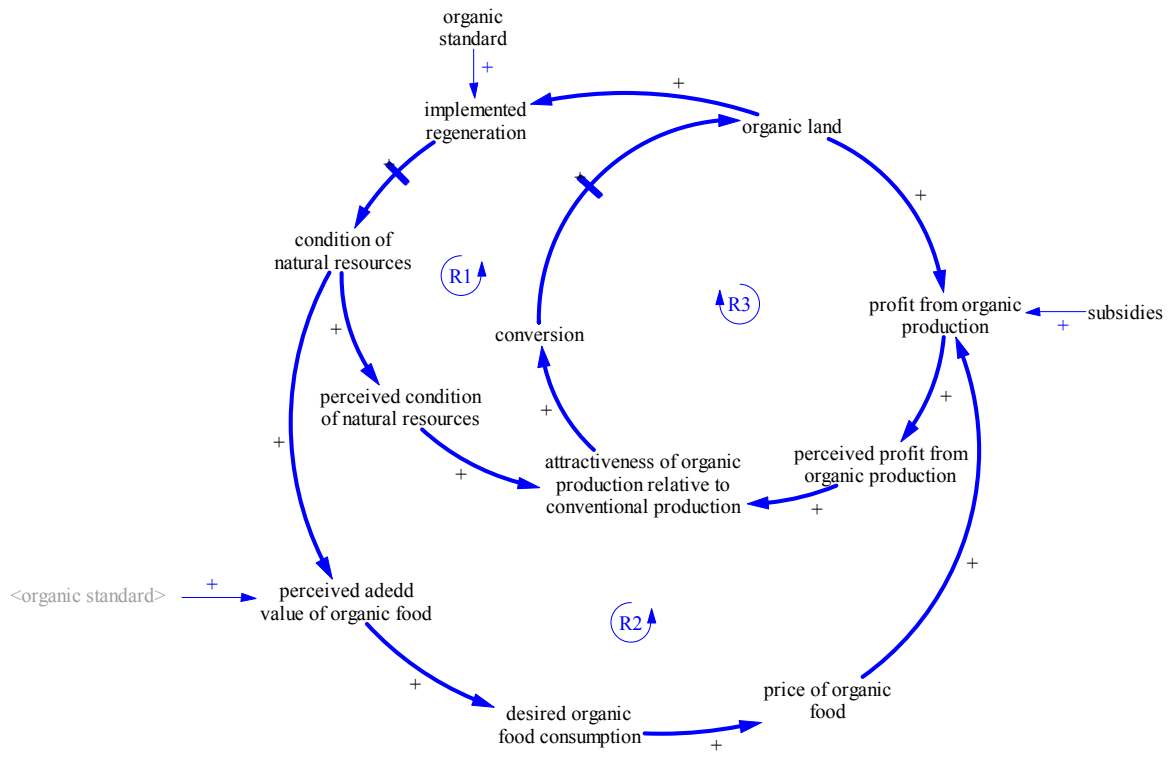 organic
standard
+
+
implemented
regeneration
organic land
+
+
+
condition of
natural resources
R1
R3
profit from organic
production
subsidies
+
+
conversion
perceived condition
of natural resources
+
+
+
attractiveness of organic
production relative to
conventional production
perceived profit from
organic production
+
+
+
<organic standard>
+
perceived adedd
value of organic food
R2
+
+
desired organic
food consumption
+
price of organic
food